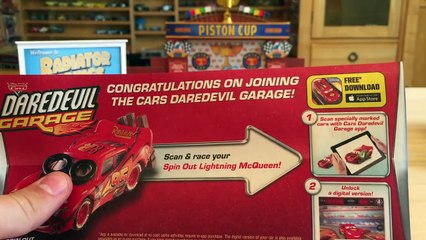 PISTON CUP
Welcome to
RADIATOR
DAREDEVIL
GARAGE
CONGRATULATIONS ON JOINING
THE CARS DAREDEVIL GARAGE!
Scan & race your
Spin Out Lightning McQueen!
FREE*
DOWNLOAD
App Store
1
Scan specially marked
cars with Cars Daredevil
Garage app!
2
Unlock
a digital version!
SPIN OUT